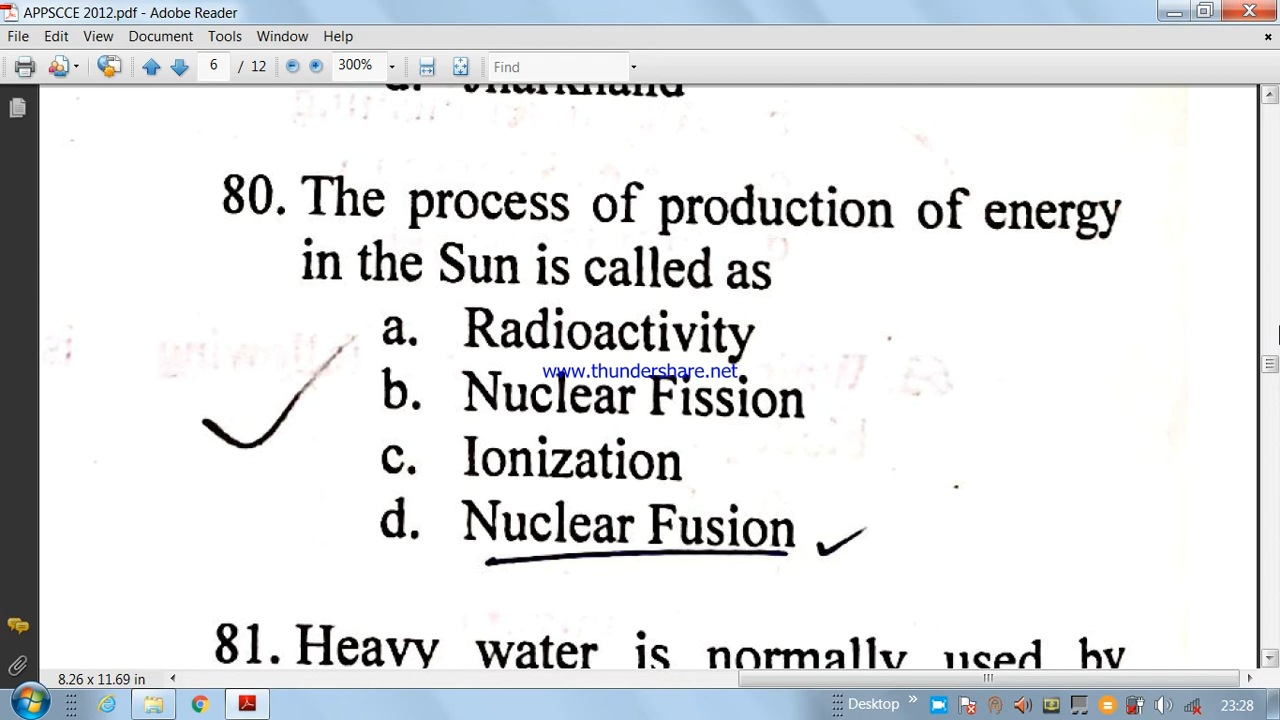 APPSCCE 2012.pdf - Adobe Reader
File Edit View Document Tools Window Help
6 / 12 300% Find
d. Jharkhand
80. The process of production of energy
in the Sun is called as
a. Radioactivity
www.thundershare.net
b. Nuclear Fission
c. Ionization
d. Nuclear Fusion
81. Heavy water is normally used by
8.26 x 11.69 in
Desktop » 23:28